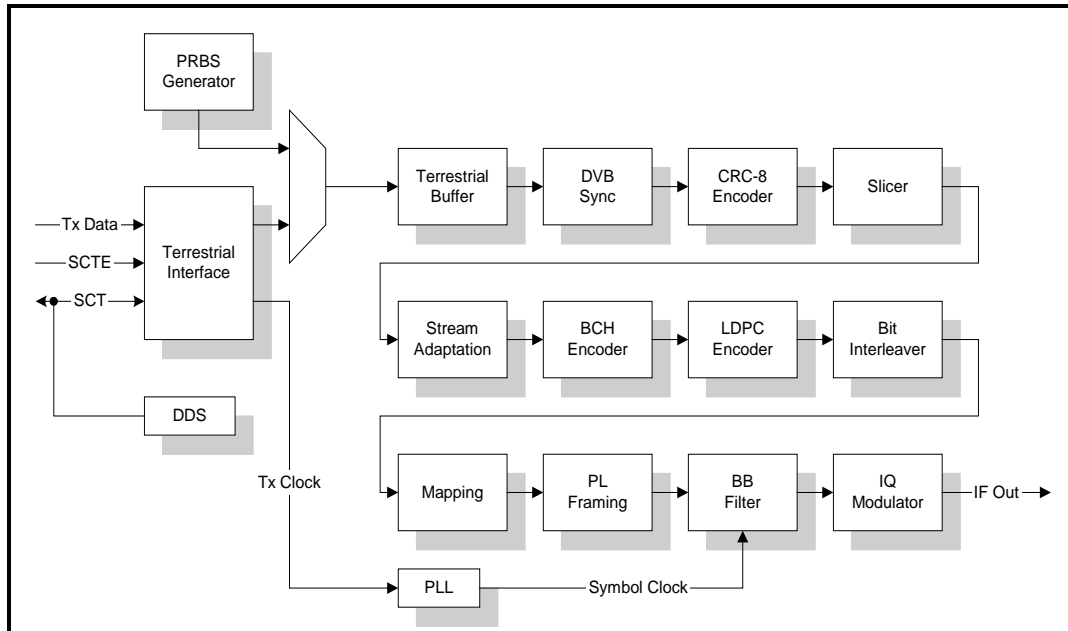 PRBS
Generator
Terrestrial
Buffer
DVB
Sync
CRC-8
Encoder
Slicer
Tx Data
SCTE
SCT
Terrestrial
Interface
Stream
Adaptation
BCH
Encoder
LDPC
Encoder
Bit
Interleaver
DDS
Tx Clock
Mapping
PL
Framing
BB
Filter
IQ
Modulator
IF Out
PLL
Symbol Clock